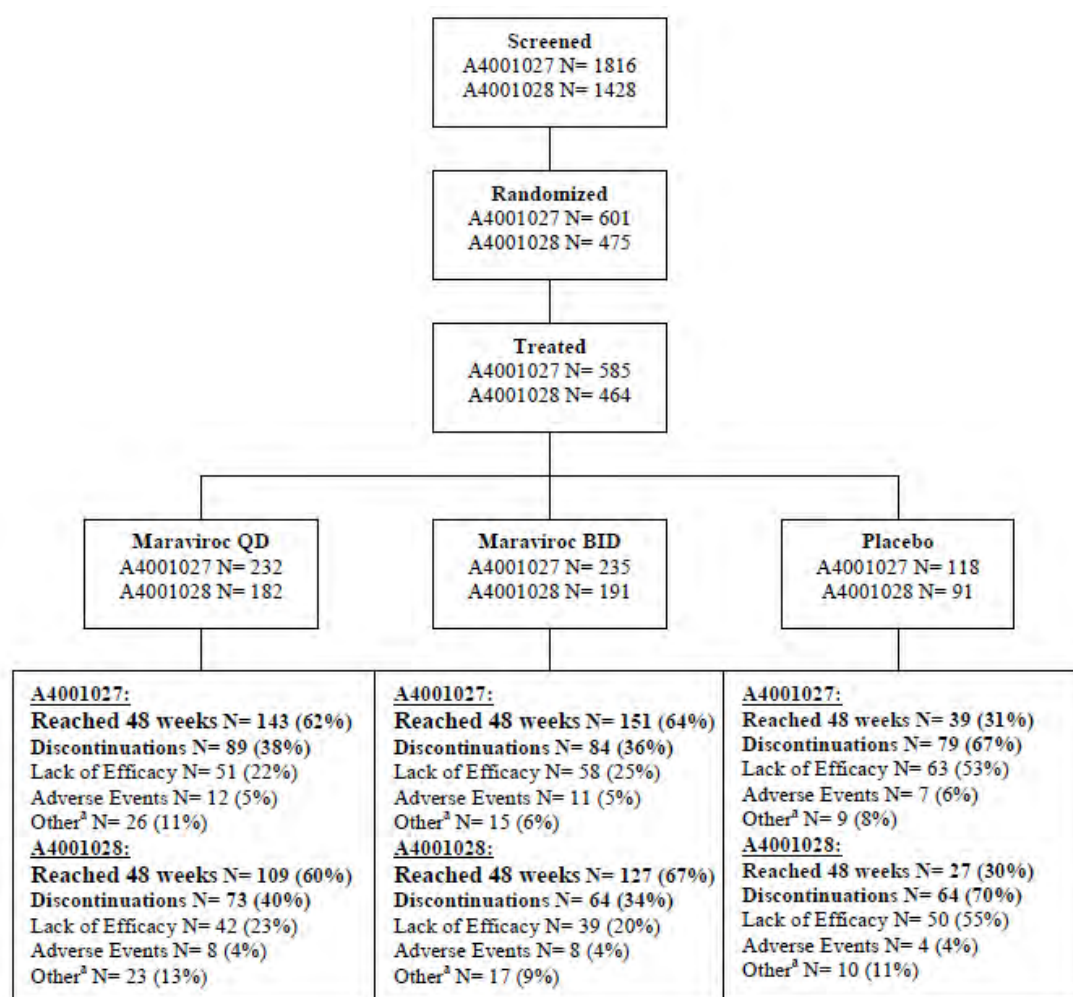 Screened
A4001027 N= 1816
A4001028 N= 1428
Randomized
A4001027 N= 601
A4001028 N= 475
Treated
A4001027 N= 585
A4001028 N= 464
Maraviroc QD
A4001027 N= 232
A4001028 N= 182
Maraviroc BID
A4001027 N= 235
A4001028 N= 191
Placebo
A4001027 N= 118
A4001028 N= 91
A4001027:
Reached 48 weeks N= 143 (62%)
Discontinuations N= 89 (38%)
Lack of Efficacy N= 51 (22%)
Adverse Events N= 12 (5%)
Otherª N= 26 (11%)
A4001028:
Reached 48 weeks N= 109 (60%)
Discontinuations N= 73 (40%)
Lack of Efficacy N= 42 (23%)
Adverse Events N= 8 (4%)
Otherª N= 23 (13%)
A4001027:
Reached 48 weeks N= 151 (64%)
Discontinuations N= 84 (36%)
Lack of Efficacy N= 58 (25%)
Adverse Events N= 11 (5%)
Otherª N= 15 (6%)
A4001028:
Reached 48 weeks N= 127 (67%)
Discontinuations N= 64 (34%)
Lack of Efficacy N= 39 (20%)
Adverse Events N= 8 (4%)
Otherª N= 17 (9%)
A4001027:
Reached 48 weeks N= 39 (31%)
Discontinuations N= 79 (67%)
Lack of Efficacy N= 63 (53%)
Adverse Events N= 7 (6%)
Otherª N= 9 (8%)
A4001028:
Reached 48 weeks N= 27 (30%)
Discontinuations N= 64 (70%)
Lack of Efficacy N= 50 (55%)
Adverse Events N= 4 (4%)
Otherª N= 10 (11%)